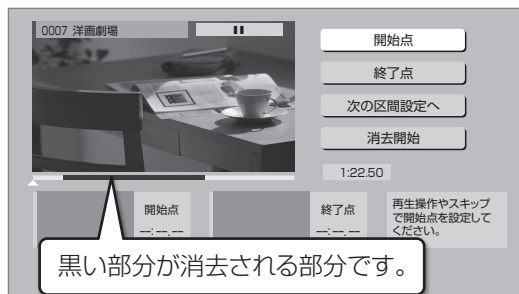 0007 洋画劇場
開始点
終了点
次の区間設定へ
消去開始
1:22.50
開始点
--:--.--
終了点
--:--.--
再生操作やスキップ
で開始点を設定して
ください。
黒い部分が消去される部分です。